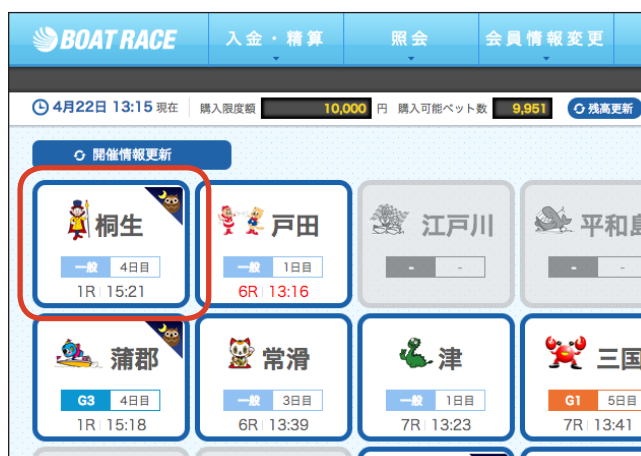 BOAT RACE 入金・精算 照会 会員情報変更
4月22日 13:15 現在 購入限度額 10,000 円 購入可能ベット数 9,951 残高更新
開催情報更新
桐生 戸田 江戸川 平和島
一般 4日目 一般 1日目 - - - -
1R 15:21 6R 13:16
蒲郡 常滑 津 三国
G3 4日目 一般 3日目 一般 1日目 G1 5日目
1R 15:18 6R 13:39 7R 13:23 7R 13:41